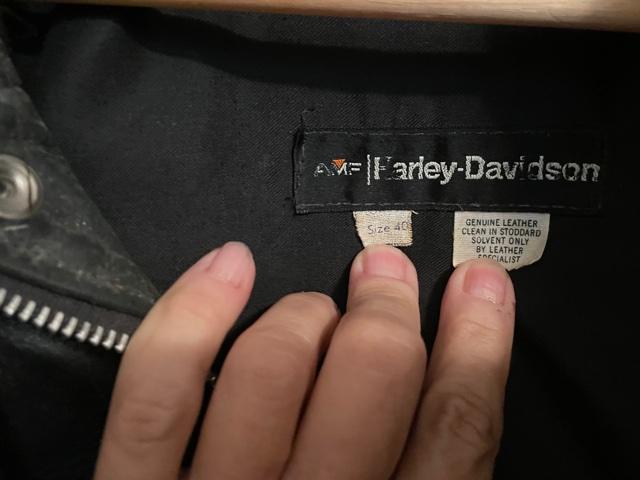 AMF | Harley-Davidson
Size 40
GENUINE LEATHER
CLEAN IN STODDARD
SOLVENT ONLY
BY LEATHER
SPECIALIST